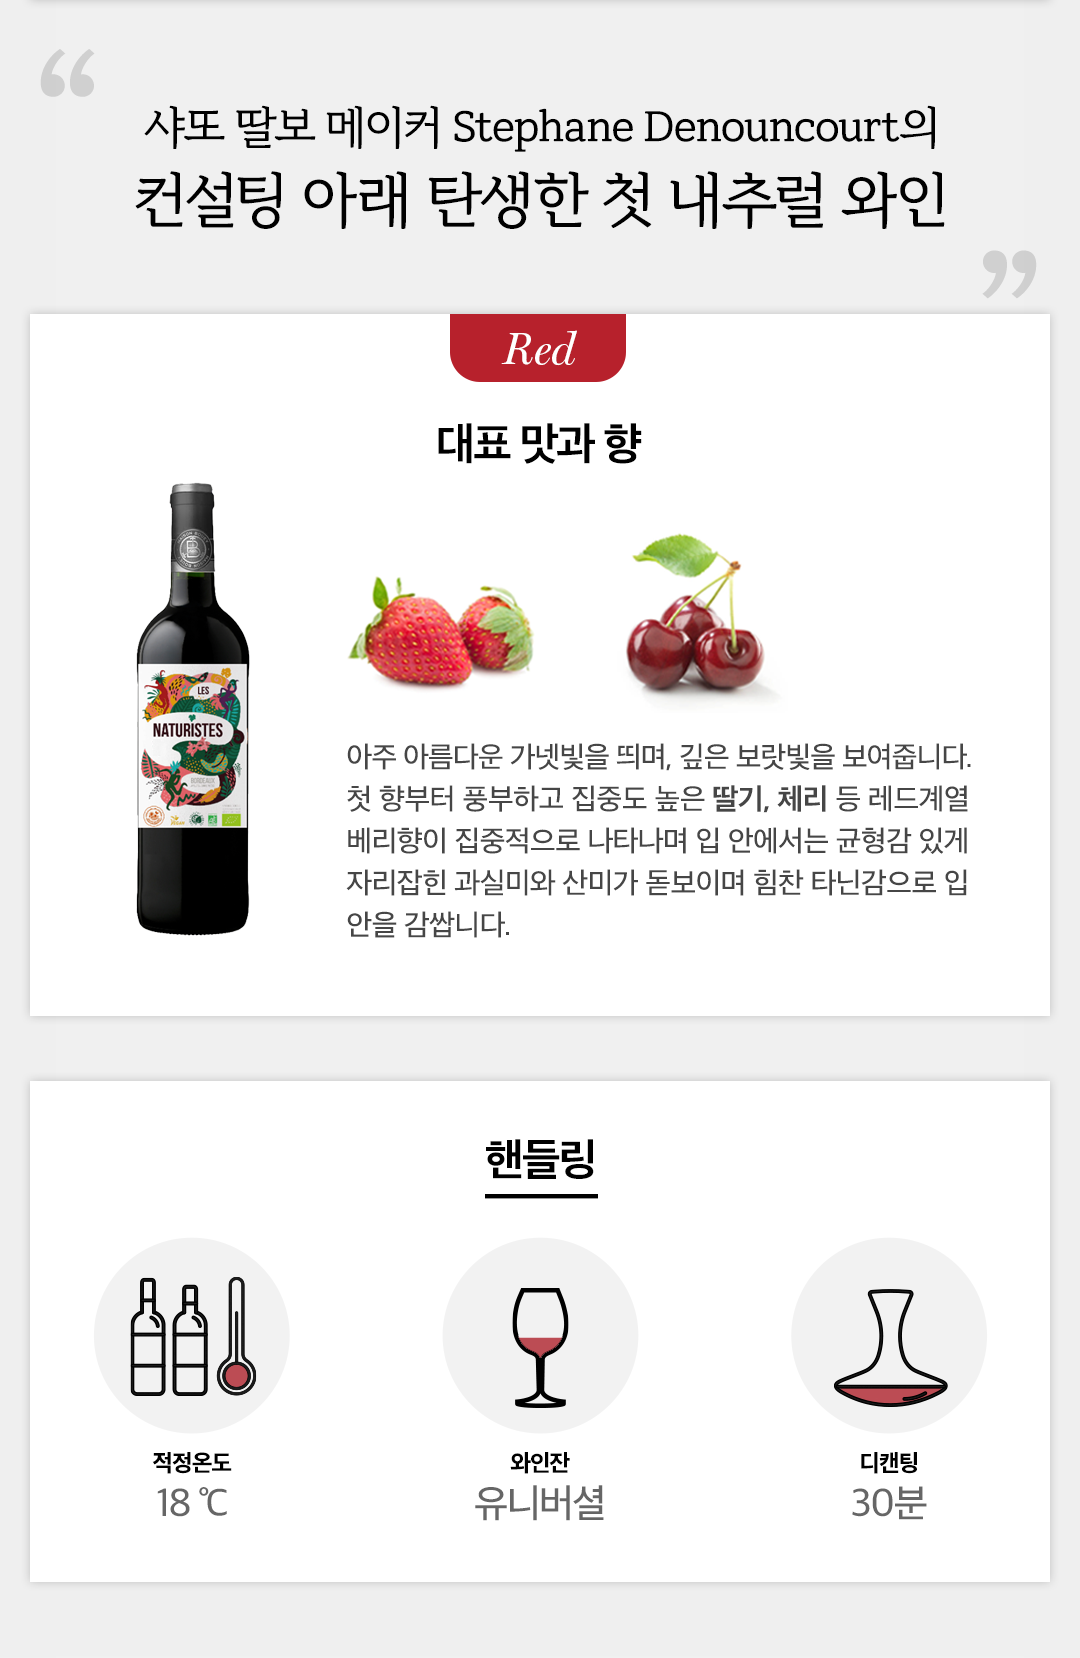 “
샤또 딸보 메이커 Stephane Denouncourt의
컨설팅 아래 탄생한 첫 내추럴 와인
”
Red
대표 맛과 향
LES
NATURISTES
BORDEAUX
아주 아름다운 가넷빛을 띄며, 깊은 보랏빛을 보여줍니다.
첫 향부터 풍부하고 집중도 높은 딸기, 체리 등 레드계열
베리향이 집중적으로 나타나며 입 안에서는 균형감 있게
자리잡힌 과실미와 산미가 돋보이며 힘찬 타닌감으로 입
안을 감쌉니다.
핸들링
적정온도
18 ℃
와인잔
유니버셜
디캔팅
30분